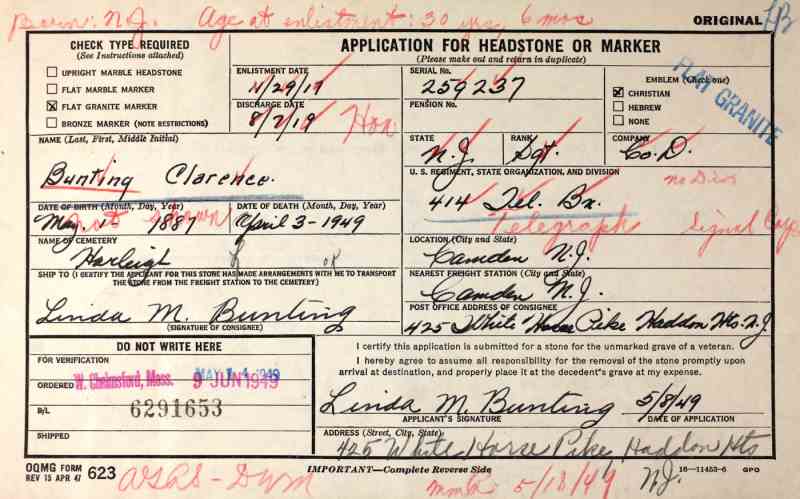 Born: N.J. Age at enlistment: 30 yrs, 6 mos
ORIGINAL
CHECK TYPE REQUIRED
(See Instructions attached)
UPRIGHT MARBLE HEADSTONE
FLAT MARBLE MARKER
☒ FLAT GRANITE MARKER
BRONZE MARKER (NOTE RESTRICTIONS)
APPLICATION FOR HEADSTONE OR MARKER
(Please make out and return in duplicate)
ENLISTMENT DATE
11/29/17
DISCHARGE DATE
8/2/19
Hon
SERIAL No.
259237
PENSION No.
EMBLEM (Check one)
☒ CHRISTIAN
HEBREW
NONE
FLAT GRANITE
NAME (Last, First, Middle Initial)
Bunting Clarence.
STATE
N.J.
RANK
Sgt.
COMPANY
Co. D.
U. S. REGIMENT, STATE ORGANIZATION, AND DIVISION
no Divn
414 Tel. Bn.
Telegraph Signal Corps
DATE OF BIRTH (Month, Day, Year)
May. 15 1887
not shown
DATE OF DEATH (Month, Day, Year)
April 3 - 1949
NAME OF CEMETERY
Harleigh
OK
LOCATION (City and State)
Camden N.J.
SHIP TO (I CERTIFY THE APPLICANT FOR THIS STONE HAS MADE ARRANGEMENTS WITH ME TO TRANSPORT
THE STONE FROM THE FREIGHT STATION TO THE CEMETERY)
Linda M. Bunting
(SIGNATURE OF CONSIGNEE)
NEAREST FREIGHT STATION (City and State)
Camden N.J.
POST OFFICE ADDRESS OF CONSIGNEE
425 White Horse Pike Haddon Hts. N.J.
DO NOT WRITE HERE
FOR VERIFICATION
MAY 14 1949
ORDERED W. Chelmsford, Mass. 9 JUN 1949
B/L
6291653
SHIPPED
I certify this application is submitted for a stone for the unmarked grave of a veteran.
I hereby agree to assume all responsibility for the removal of the stone promptly upon
arrival at destination, and properly place it at the decedent's grave at my expense.
Linda M. Bunting 5/8/49
APPLICANT'S SIGNATURE DATE OF APPLICATION
ADDRESS (Street, City, State)
425 White Horse Pike, Haddon Hts
N.J.
OQMG FORM
REV 15 APR 47 623
IMPORTANT—Complete Reverse Side
5/18/49
16—11453-6 GPO